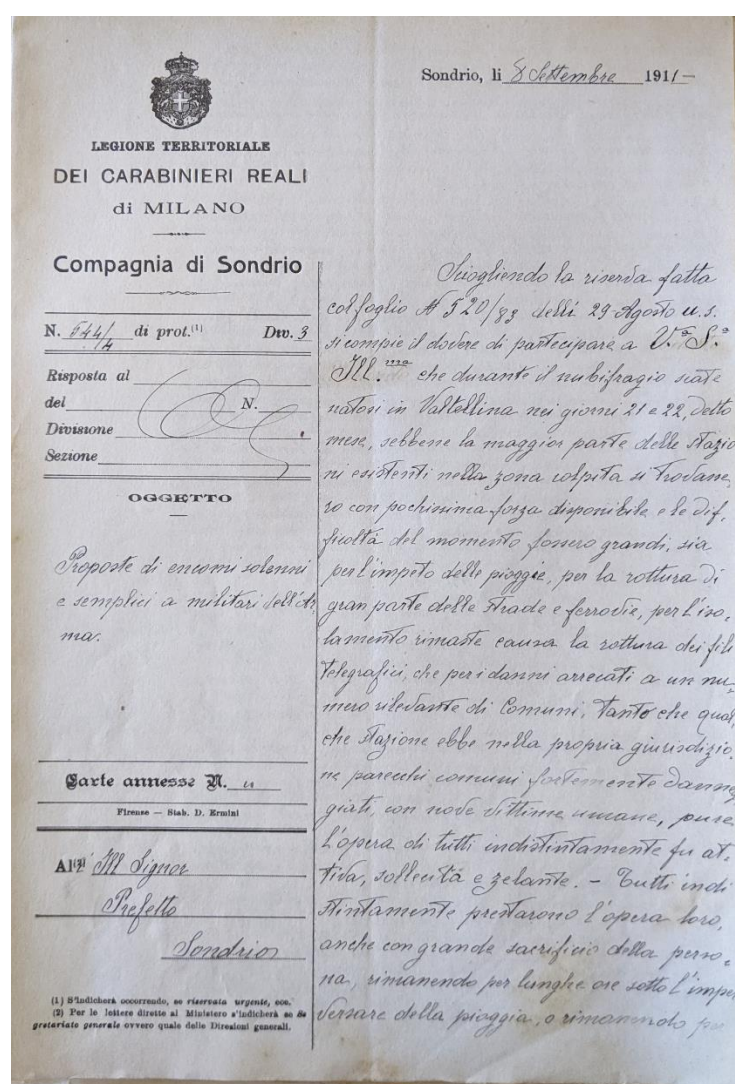 Sondrio, li 8 Settembre 1911 —
LEGIONE TERRITORIALE
DEI CARABINIERI REALI
di MILANO
Compagnia di Sondrio
N. 544/4 di prot.(1) Div. 3
Risposta al
del N.
Divisione
Sezione
OGGETTO
Proposte di encomi solenni
e semplici a militari dell'Ar,
ma.
Carte annesse N. 4
Firenze — Stab. D. Ermini
Al(2) Ill Signor
Prefetto
Sondrio
(1) S'indicherà occorrendo, se riservata urgente, ecc.
(2) Per le lettere dirette al Ministero s'indicherà se Se
gretariato generale ovvero quale delle Direzioni generali.
Sciogliendo la riserva fatta
col foglio N 520/83 delli 29 Agosto u. s.
si compie il dovere di partecipare a V.a S.a
Ill.ma che durante il nubifragio scate
natosi in Valtellina nei giorni 21 e 22, detto
mese, sebbene la maggior parte delle stazio
ni esistenti nella zona colpita si trovasse,
ro con pochissima forza disponibile e le dif,
ficoltà del momento fossero grandi, sia
per l'impeto delle pioggie, per la rottura di
gran parte delle strade e ferrovie, per l'iso,
lamento rimaste causa la rottura dei fili
telegrafici, che per i danni arrecati a un nu,
mero rilevante di Comuni, tanto che qual,
che stazione ebbe nella propria giurisdizio,
ne parecchi comuni fortemente danneg
giati, con nove vittime umane, pure
l'opera di tutti indistintamente fu at,
tiva, sollecita e zelante. — Tutti indi
stintamente prestarono l'opera loro,
anche con grande sacrificio della perso,
na, rimanendo per lunghe ore sotto l'imper
versare della pioggia, o rimanendo per